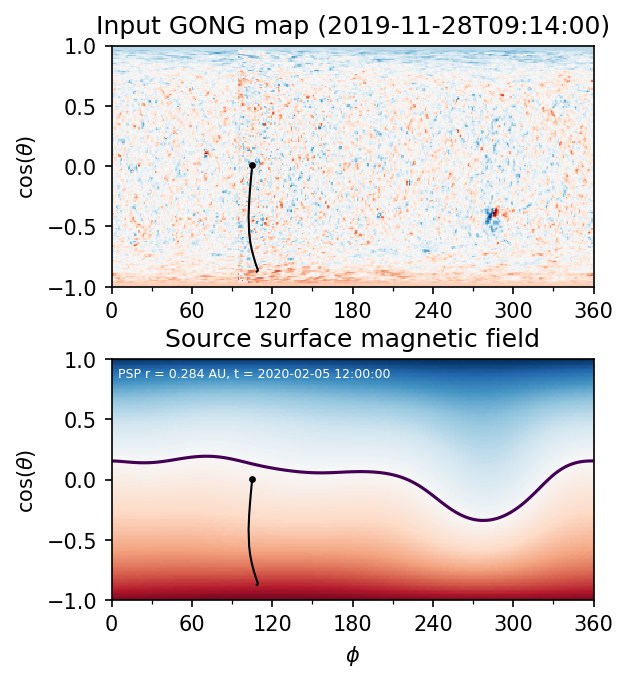 Input GONG map (2019-11-28T09:14:00)
1.0
0.5
0.0
−0.5
−1.0
cos(θ)
0 60 120 180 240 300 360
Source surface magnetic field
PSP r = 0.284 AU, t = 2020-02-05 12:00:00
1.0
0.5
0.0
−0.5
−1.0
cos(θ)
0 60 120 180 240 300 360
ϕ